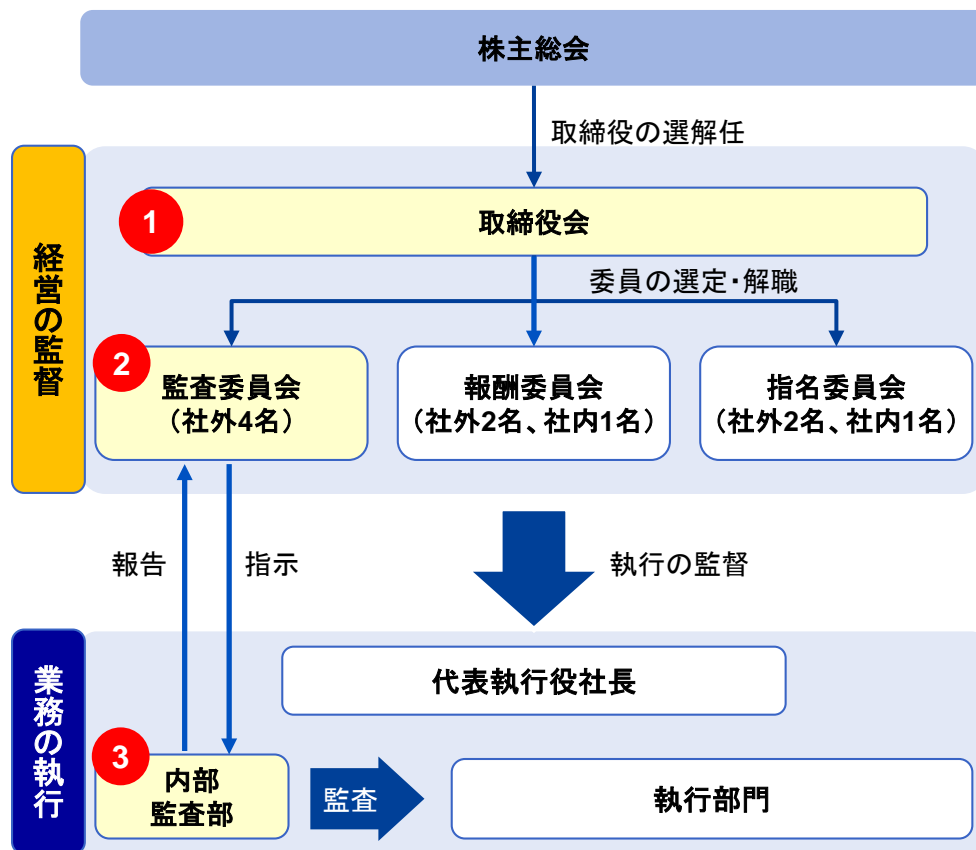 株主総会
取締役の選解任
経営の監督
1
取締役会
委員の選定・解職
2
監査委員会
（社外4名）
報酬委員会
（社外2名、社内1名）
指名委員会
（社外2名、社内1名）
報告
指示
執行の監督
業務の執行
代表執行役社長
3
内部
監査部
監査
執行部門